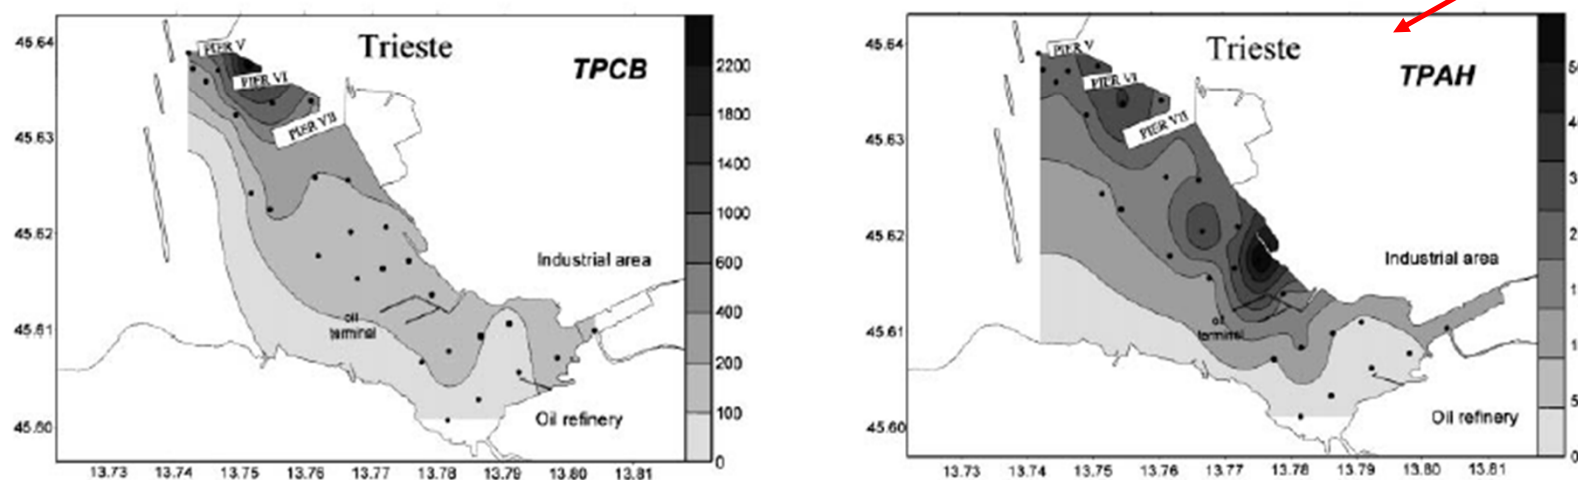 45.64
45.63
45.62
45.61
45.60
Trieste
TPCB
PIER V
PIER VI
PIER VII
Industrial area
oil
terminal
Oil refinery
2200
1800
1400
1000
600
400
200
100
0
13.73 13.74 13.75 13.76 13.77 13.78 13.79 13.80 13.81
45.64
45.63
45.62
45.61
45.60
Trieste
TPAH
PIER V
PIER VI
PIER VII
Industrial area
oil
terminal
Oil refinery
13.73 13.74 13.75 13.76 13.77 13.78 13.79 13.80 13.81